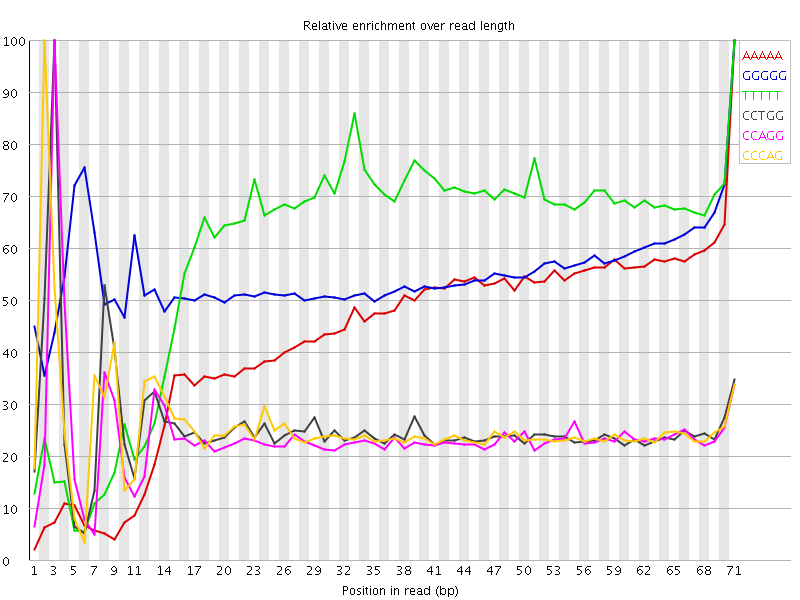 Relative enrichment over read length
100
90
80
70
60
50
40
30
20
10
0
AAAAA
GGGGG
TTTTT
CCTGG
CCAGG
CCCAG
1 3 5 7 9 11 14 17 20 23 26 29 32 35 38 41 44 47 50 53 56 59 62 65 68 71
Position in read (bp)